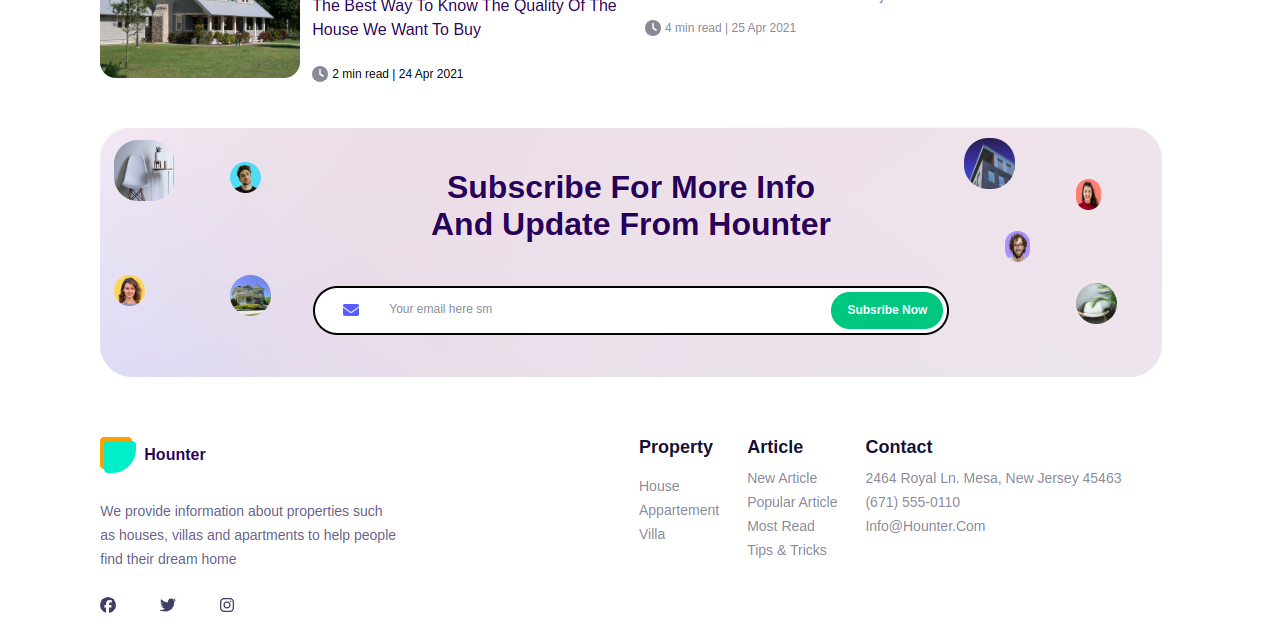 The Best Way To Know The Quality Of The
House We Want To Buy
2 min read | 24 Apr 2021
4 min read | 25 Apr 2021
Subscribe For More Info
And Update From Hounter
Your email here sm
Subsribe Now
Hounter
We provide information about properties such
as houses, villas and apartments to help people
find their dream home
Property
House
Appartement
Villa
Article
New Article
Popular Article
Most Read
Tips & Tricks
Contact
2464 Royal Ln. Mesa, New Jersey 45463
(671) 555-0110
Info@Hounter.Com